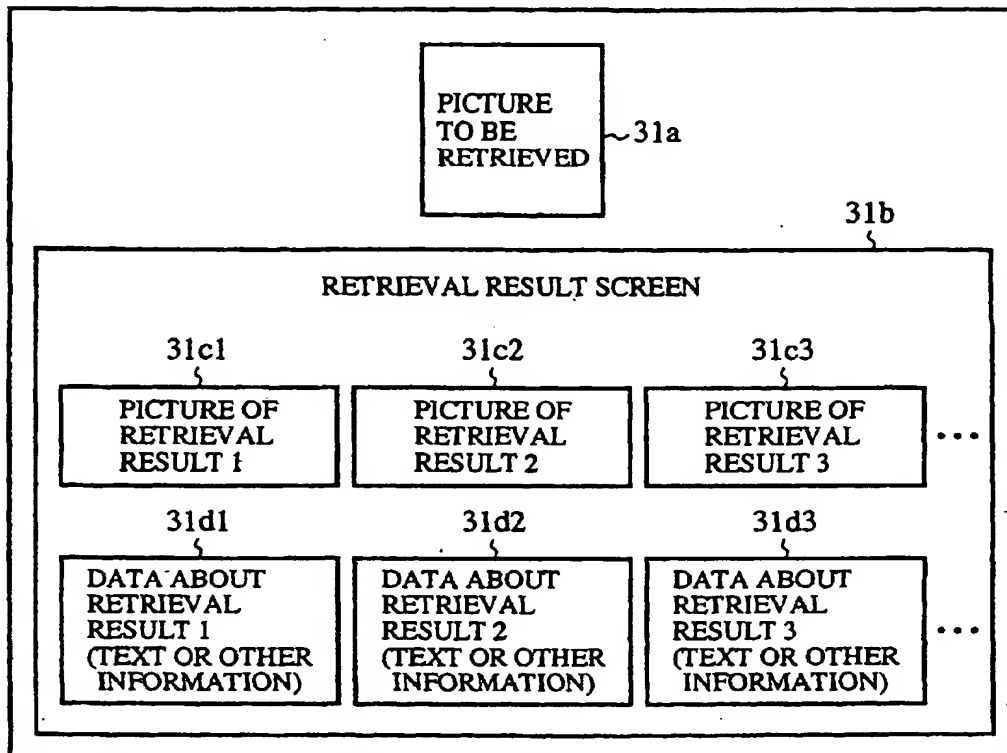 PICTURE
TO BE
RETRIEVED
31a
31b
RETRIEVAL RESULT SCREEN
31c1
31c2
31c3
PICTURE OF
RETRIEVAL
RESULT 1
PICTURE OF
RETRIEVAL
RESULT 2
PICTURE OF
RETRIEVAL
RESULT 3
...
31d1
31d2
31d3
DATA ABOUT
RETRIEVAL
RESULT 1
(TEXT OR OTHER
INFORMATION)
DATA ABOUT
RETRIEVAL
RESULT 2
(TEXT OR OTHER
INFORMATION)
DATA ABOUT
RETRIEVAL
RESULT 3
(TEXT OR OTHER
INFORMATION)
...